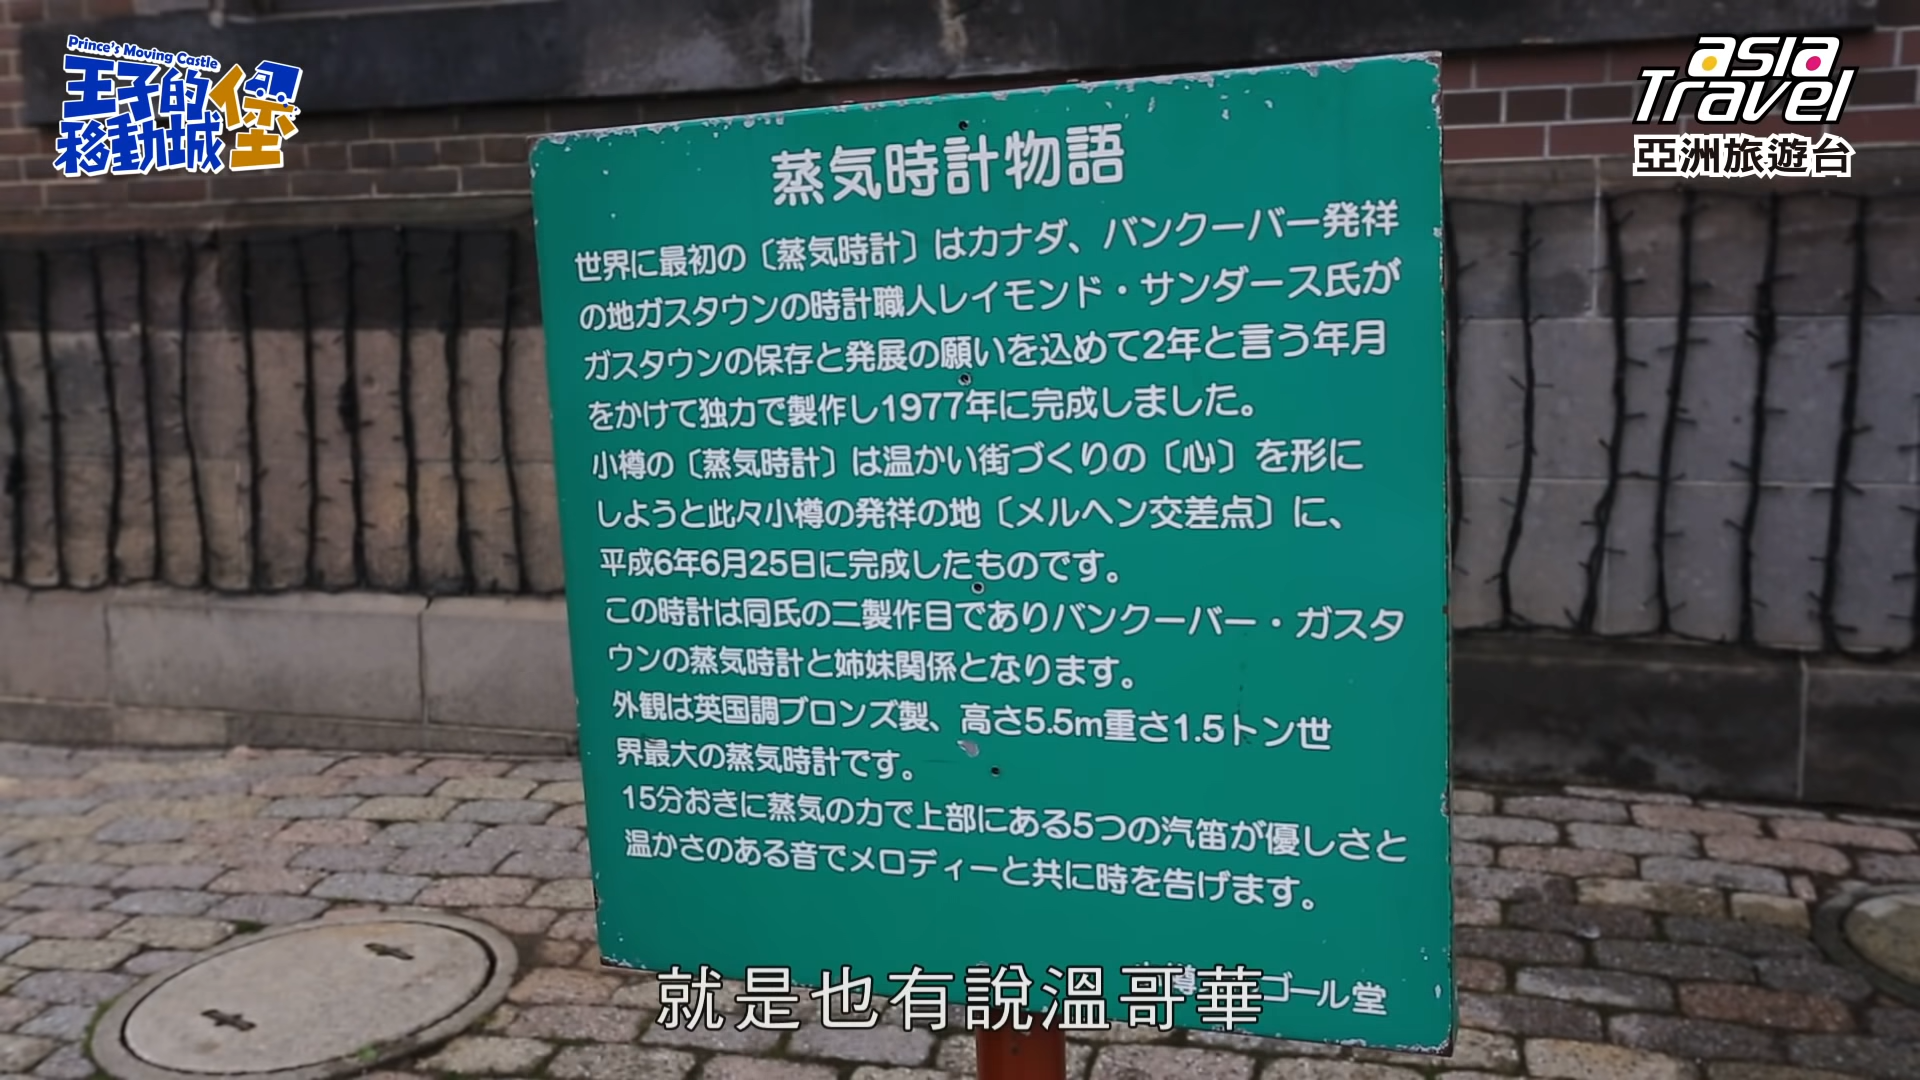 Prince's Moving Castle
王子的
移動城堡
asia
Travel
亞洲旅遊台
蒸気時計物語
世界に最初の〔蒸気時計〕はカナダ、バンクーバー発祥
の地ガスタウンの時計職人レイモンド・サンダース氏が
ガスタウンの保存と発展の願いを込めて2年と言う年月
をかけて独力で製作し1977年に完成しました。
小樽の〔蒸気時計〕は温かい街づくりの〔心〕を形に
しようと此々小樽の発祥の地〔メルヘン交差点〕に、
平成6年6月25日に完成したものです。
この時計は同氏の二製作目でありバンクーバー・ガスタ
ウンの蒸気時計と姉妹関係となります。
外観は英国調ブロンズ製、高さ5.5m重さ1.5トン世
界最大の蒸気時計です。
15分おきに蒸気の力で上部にある5つの汽笛が優しさと
温かさのある音でメロディーと共に時を告げます。
樽 ゴール堂
就是也有說溫哥華